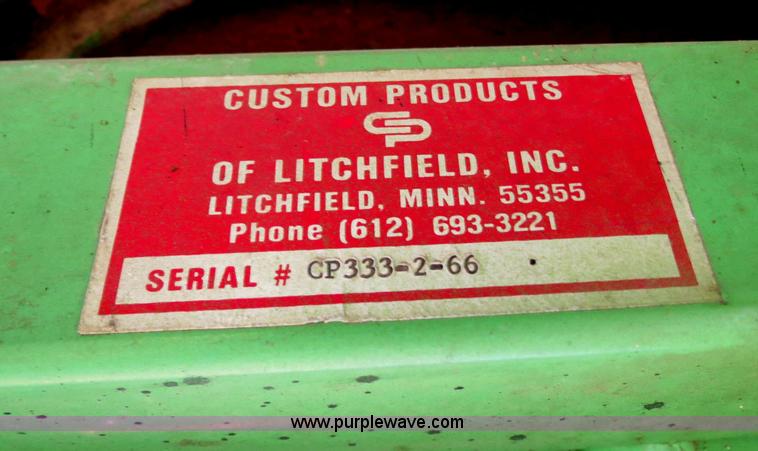 CUSTOM PRODUCTS
CP
OF LITCHFIELD, INC.
LITCHFIELD, MINN. 55355
Phone (612) 693-3221
SERIAL # CP333-2-66
www.purplewave.com